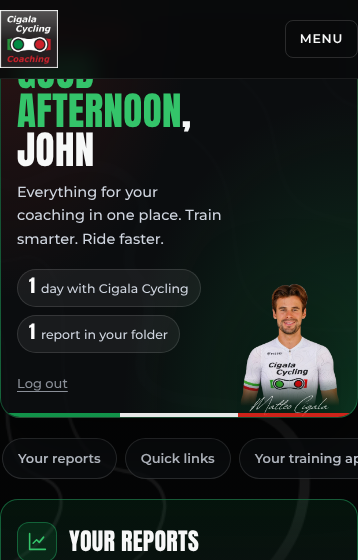 Cigala
Cycling
Coaching
MENU
GOOD
AFTERNOON,
JOHN
Everything for your
coaching in one place. Train
smarter. Ride faster.
1 day with Cigala Cycling
1 report in your folder
Cigala
Cycling
Matteo Cigala
Log out
Your reports
Quick links
Your training ap
YOUR REPORTS